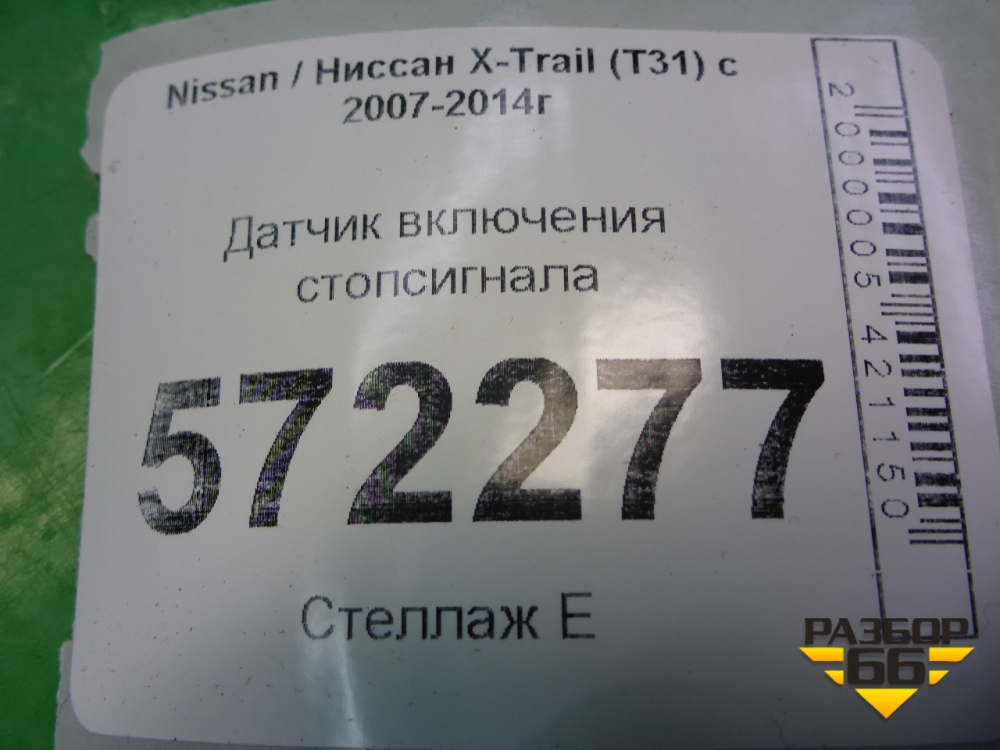 Nissan / Ниссан X-Trail (T31) с
2007-2014г
Датчик включения
стопсигнала
572277
Стеллаж Е
2000005421150
РАЗБОР
66